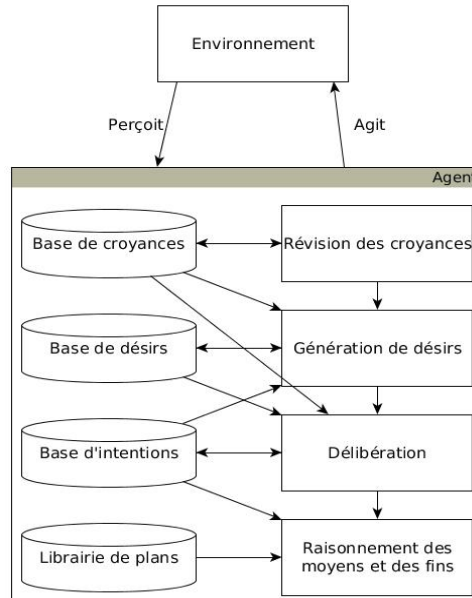 Environnement
Perçoit
Agit
Agent
Base de croyances
Révision des croyances
Base de désirs
Génération de désirs
Base d'intentions
Délibération
Librairie de plans
Raisonnement des
moyens et des fins